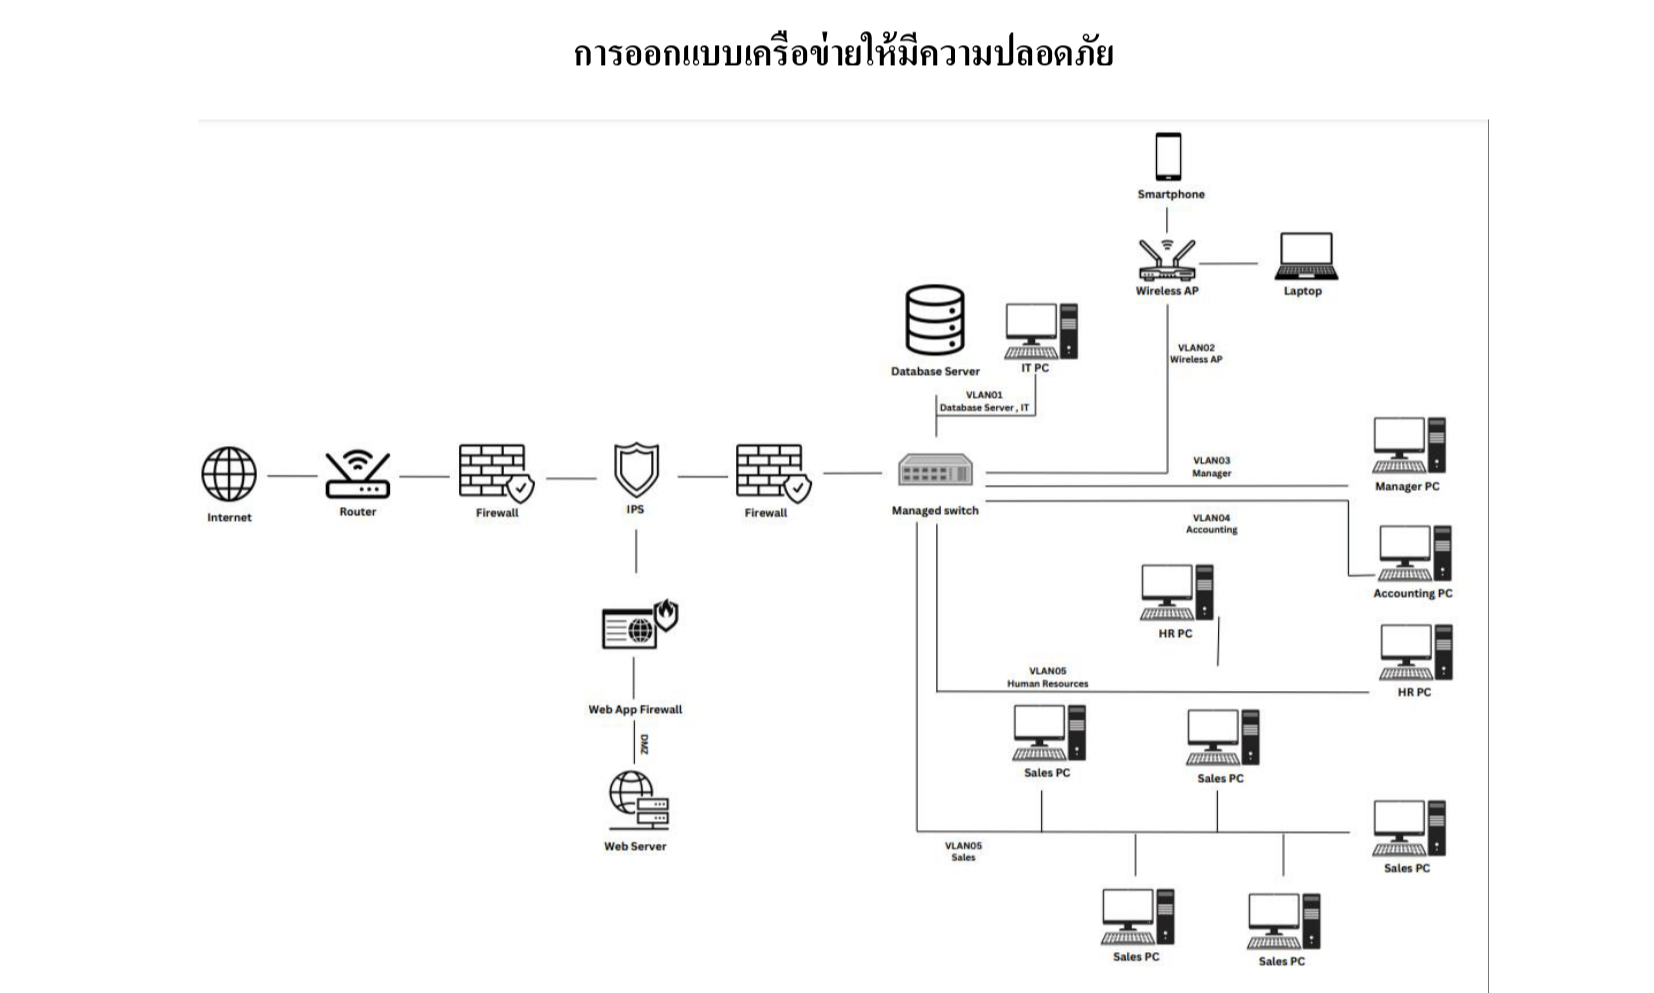 การออกแบบเครือข่ายให้มีความปลอดภัย
Smartphone
Wireless AP
Laptop
VLAN02
Wireless AP
Database Server
IT PC
VLAN01
Database Server , IT
Internet
Router
Firewall
IPS
Firewall
Managed switch
VLAN03
Manager
Manager PC
VLAN04
Accounting
Accounting PC
HR PC
HR PC
VLAN05
Human Resources
Web App Firewall
DMZ
Web Server
Sales PC
Sales PC
VLAN05
Sales
Sales PC
Sales PC
Sales PC